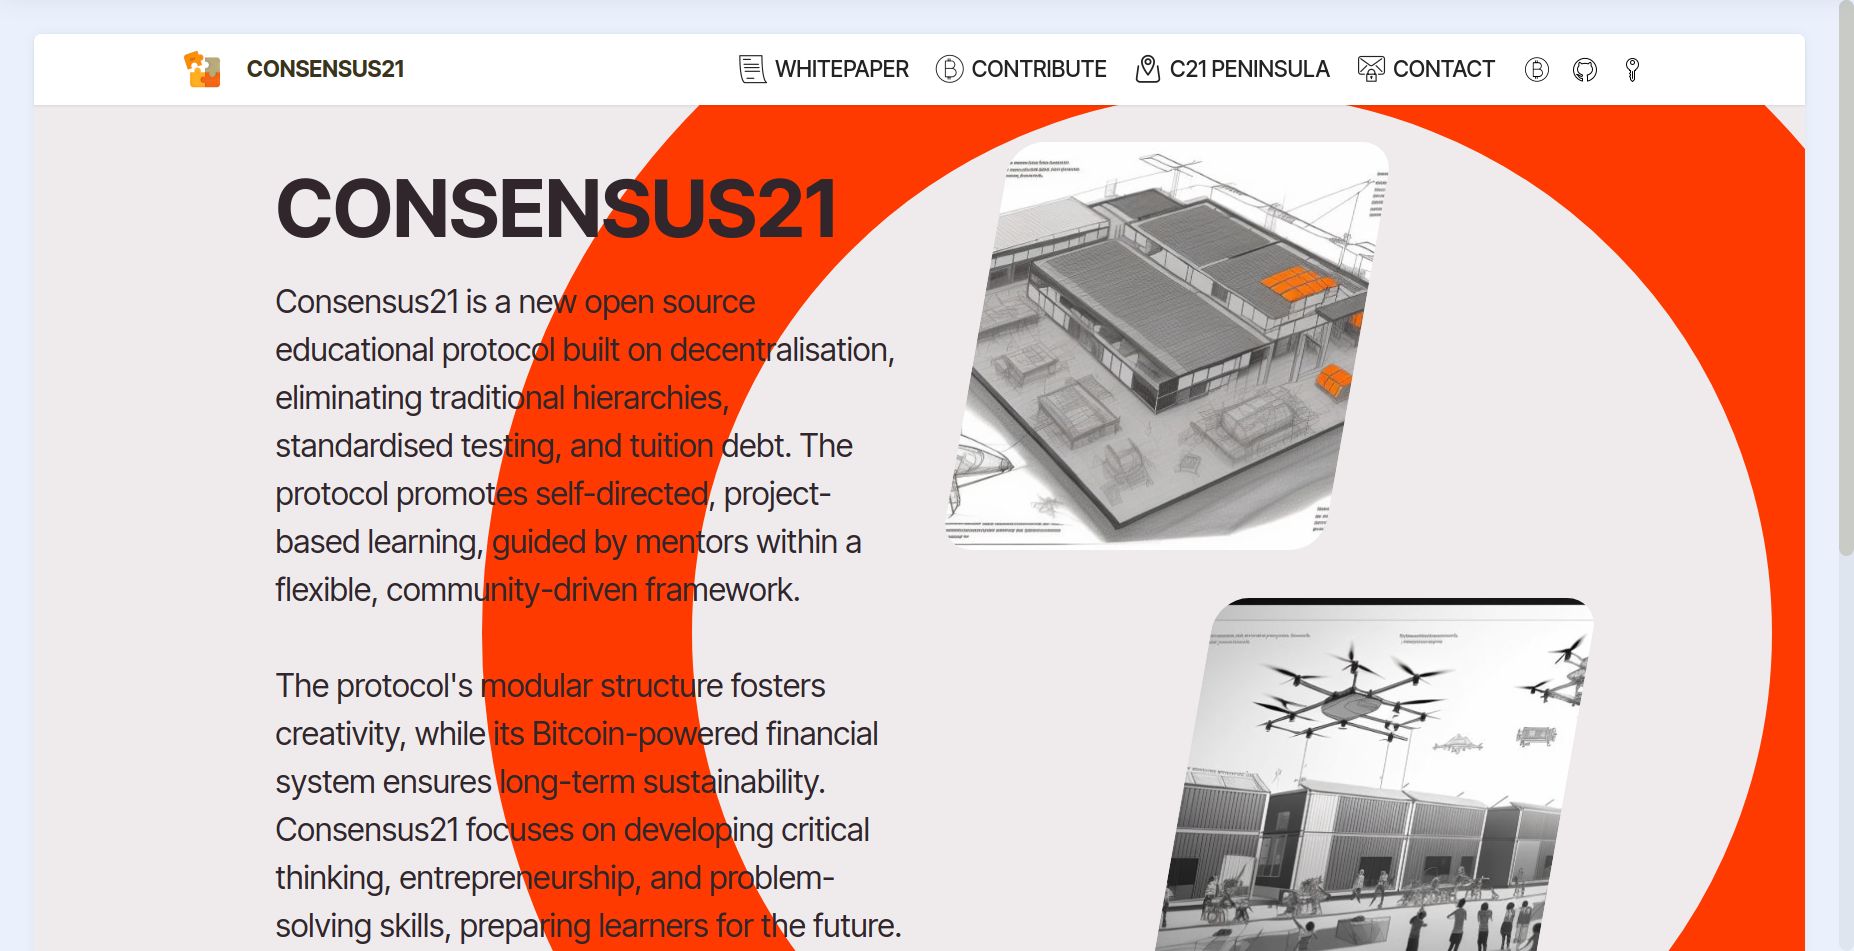 CONSENSUS21
WHITEPAPER
CONTRIBUTE
C21 PENINSULA
CONTACT
CONSENSUS21
Consensus21 is a new open source
educational protocol built on decentralisation,
eliminating traditional hierarchies,
standardised testing, and tuition debt. The
protocol promotes self-directed, project-
based learning, guided by mentors within a
flexible, community-driven framework.
The protocol's modular structure fosters
creativity, while its Bitcoin-powered financial
system ensures long-term sustainability.
Consensus21 focuses on developing critical
thinking, entrepreneurship, and problem-
solving skills, preparing learners for the future.